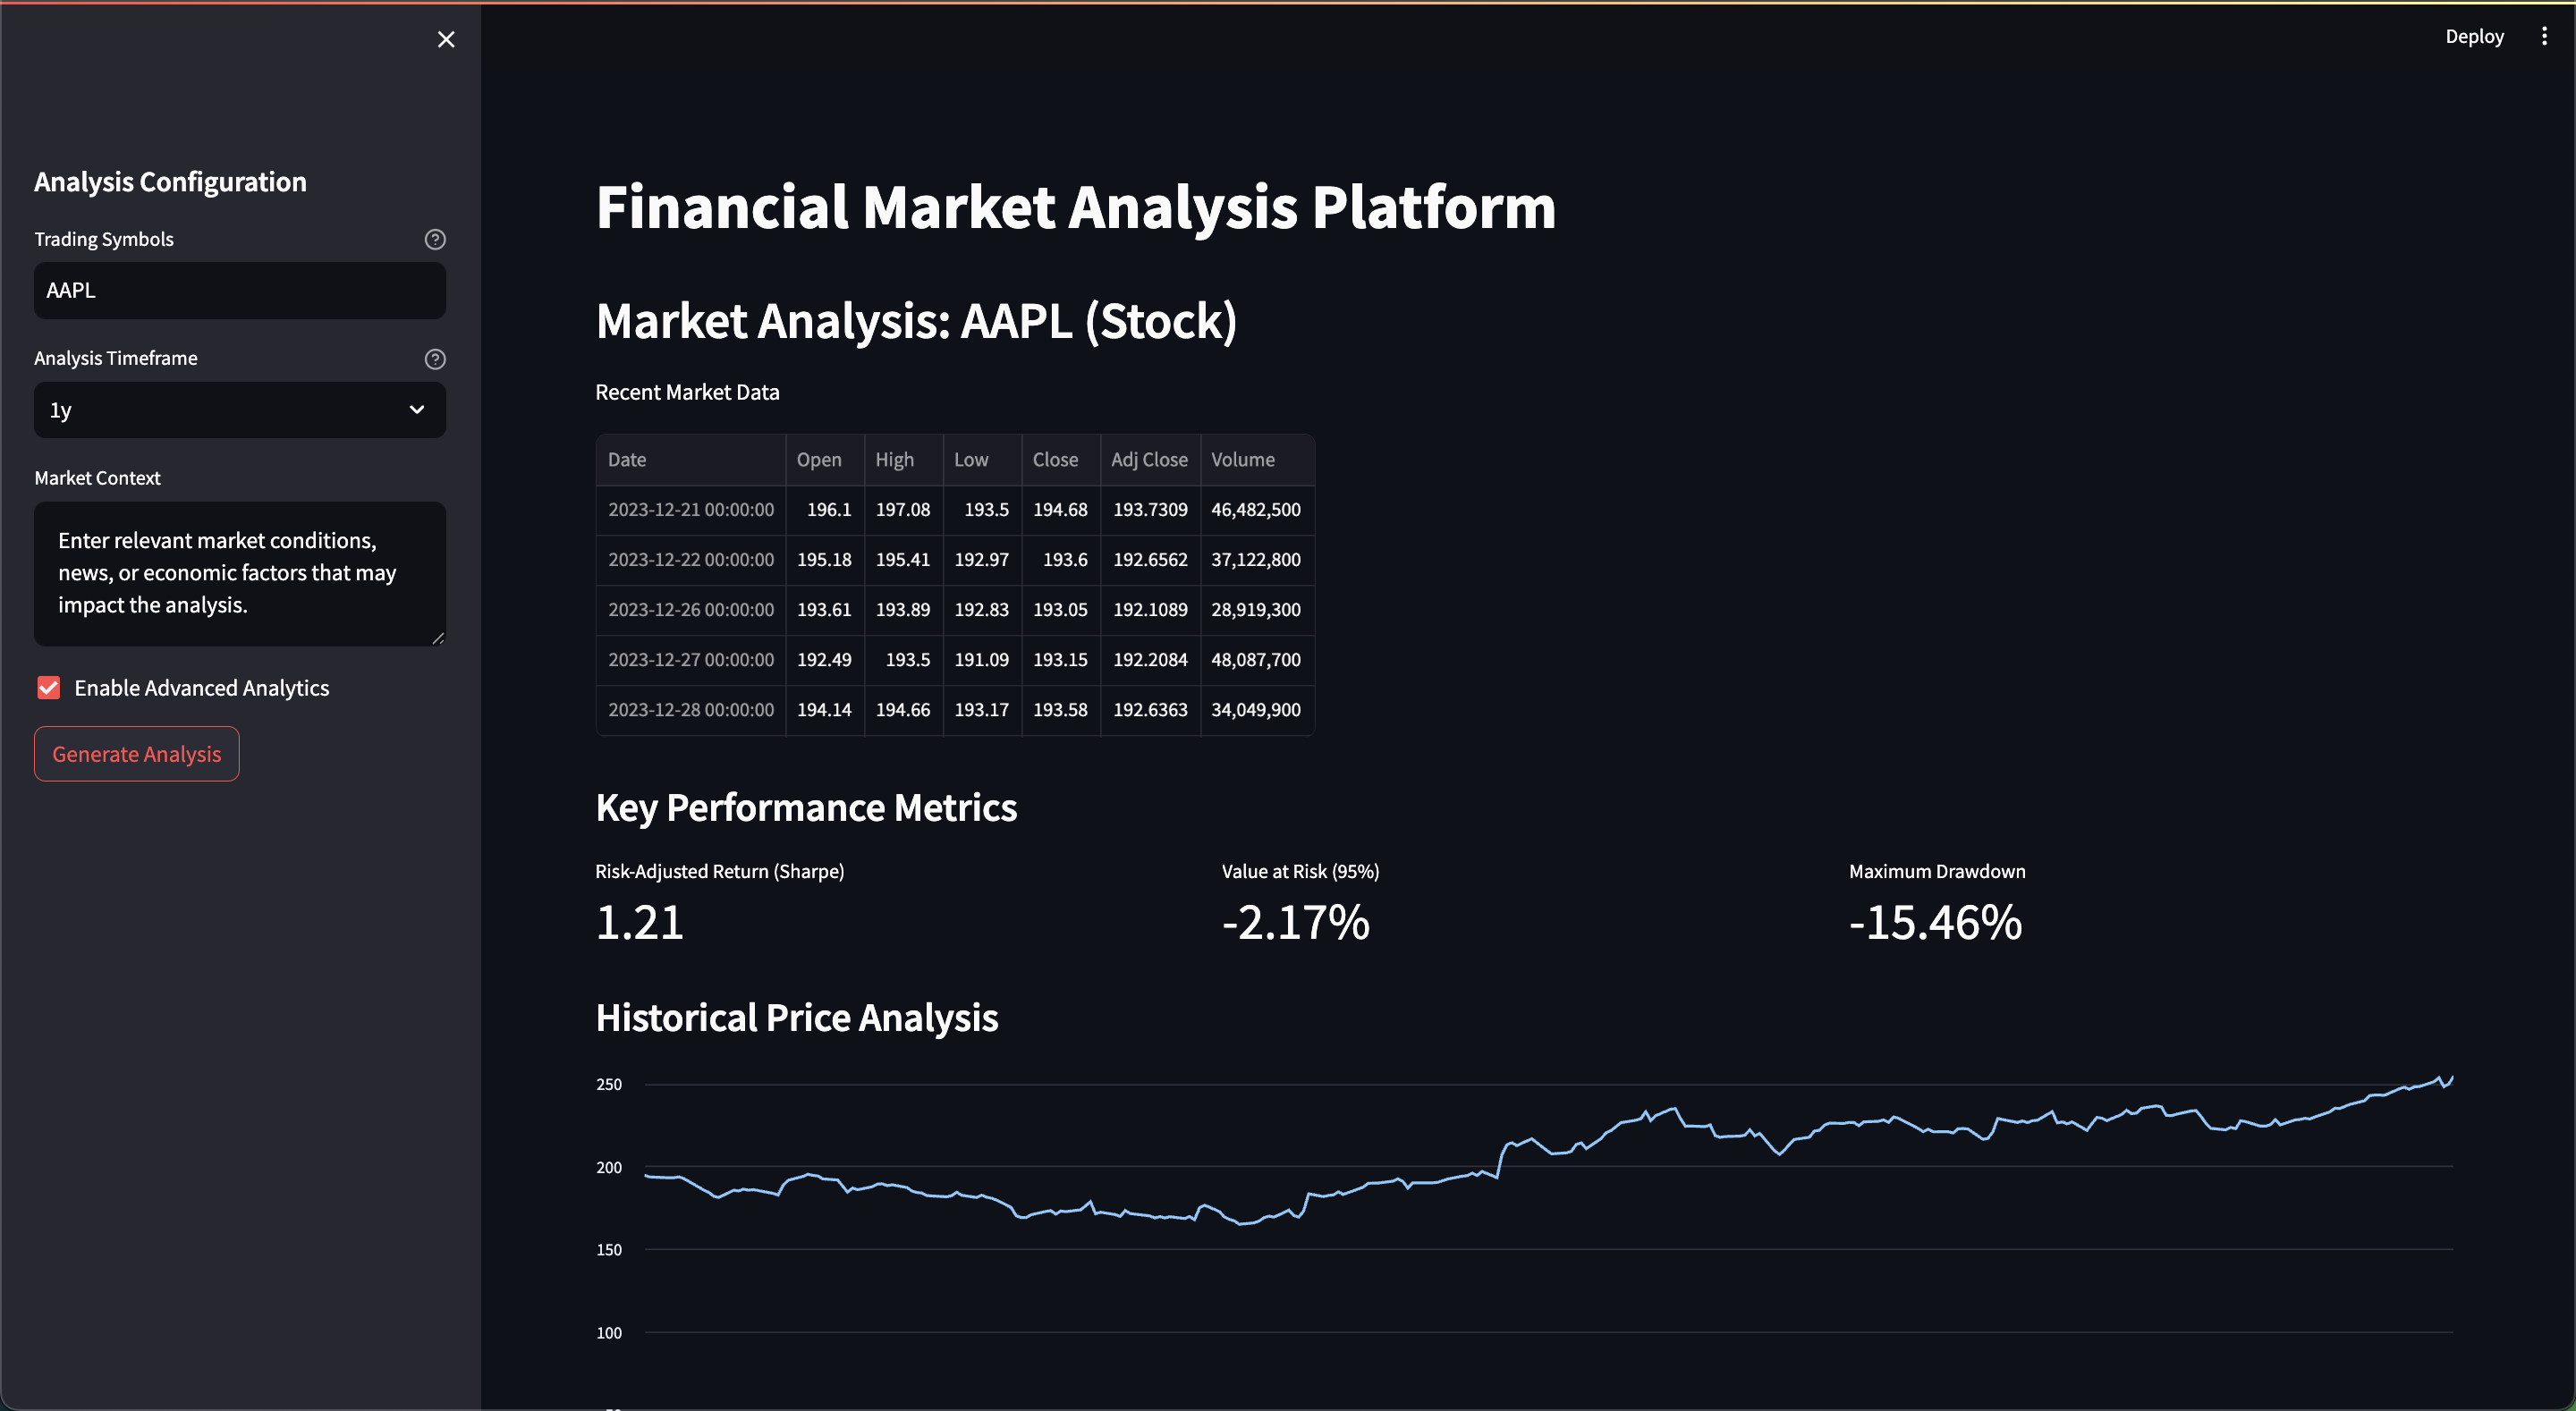 Deploy
Analysis Configuration
Trading Symbols
AAPL
Analysis Timeframe
1y
Market Context
Enter relevant market conditions,
news, or economic factors that may
impact the analysis.
Enable Advanced Analytics
Generate Analysis
Financial Market Analysis Platform
Market Analysis: AAPL (Stock)
Recent Market Data
Date Open High Low Close Adj Close Volume
2023-12-21 00:00:00 196.1 197.08 193.5 194.68 193.7309 46,482,500
2023-12-22 00:00:00 195.18 195.41 192.97 193.6 192.6562 37,122,800
2023-12-26 00:00:00 193.61 193.89 192.83 193.05 192.1089 28,919,300
2023-12-27 00:00:00 192.49 193.5 191.09 193.15 192.2084 48,087,700
2023-12-28 00:00:00 194.14 194.66 193.17 193.58 192.6363 34,049,900
Key Performance Metrics
Risk-Adjusted Return (Sharpe) Value at Risk (95%) Maximum Drawdown
1.21 -2.17% -15.46%
Historical Price Analysis
250
200
150
100